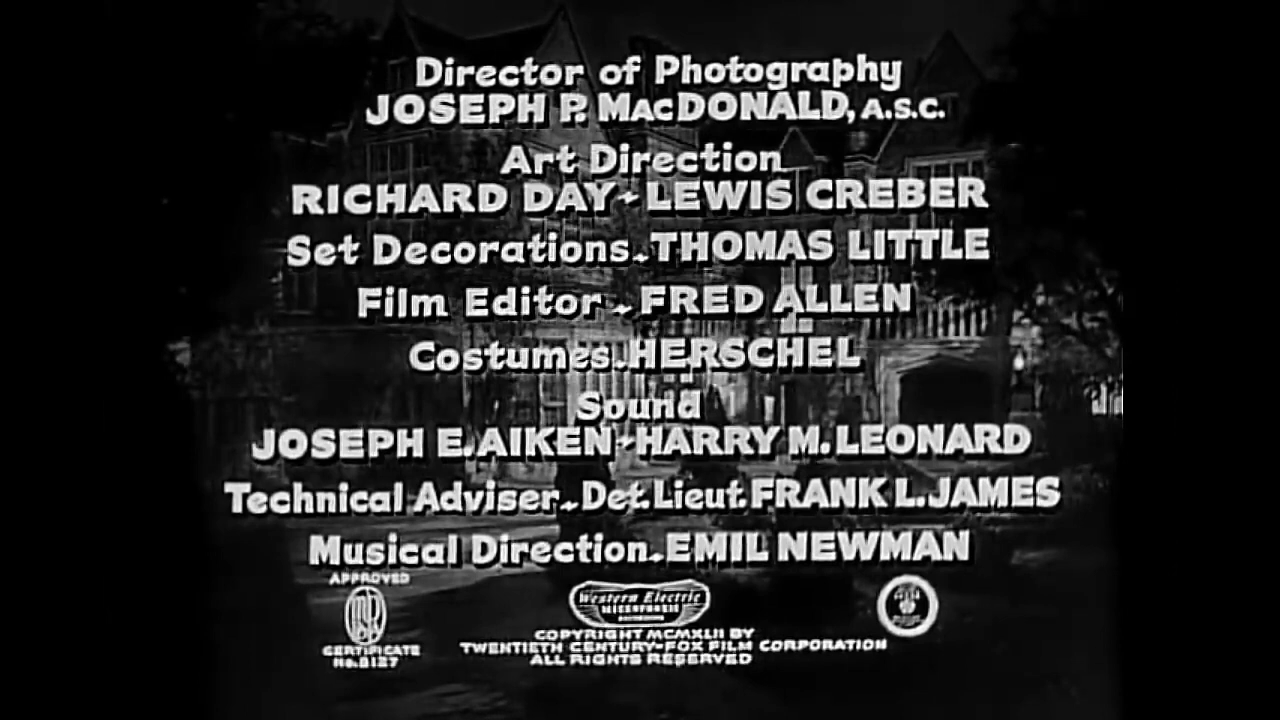 Director of Photography
JOSEPH P. MACDONALD, A.S.C.
Art Direction
RICHARD DAY - LEWIS CREBER
Set Decorations - THOMAS LITTLE
Film Editor - FRED ALLEN
Costumes - HERSCHEL
Sound
JOSEPH E. AIKEN - HARRY M. LEONARD
Technical Adviser - Det. Lieut. FRANK L. JAMES
Musical Direction - EMIL NEWMAN
APPROVED
CERTIFICATE
No. 8127
Western Electric
MICROPHONIC
RECORDING
COPYRIGHT MCMXLII BY
TWENTIETH CENTURY-FOX FILM CORPORATION
ALL RIGHTS RESERVED